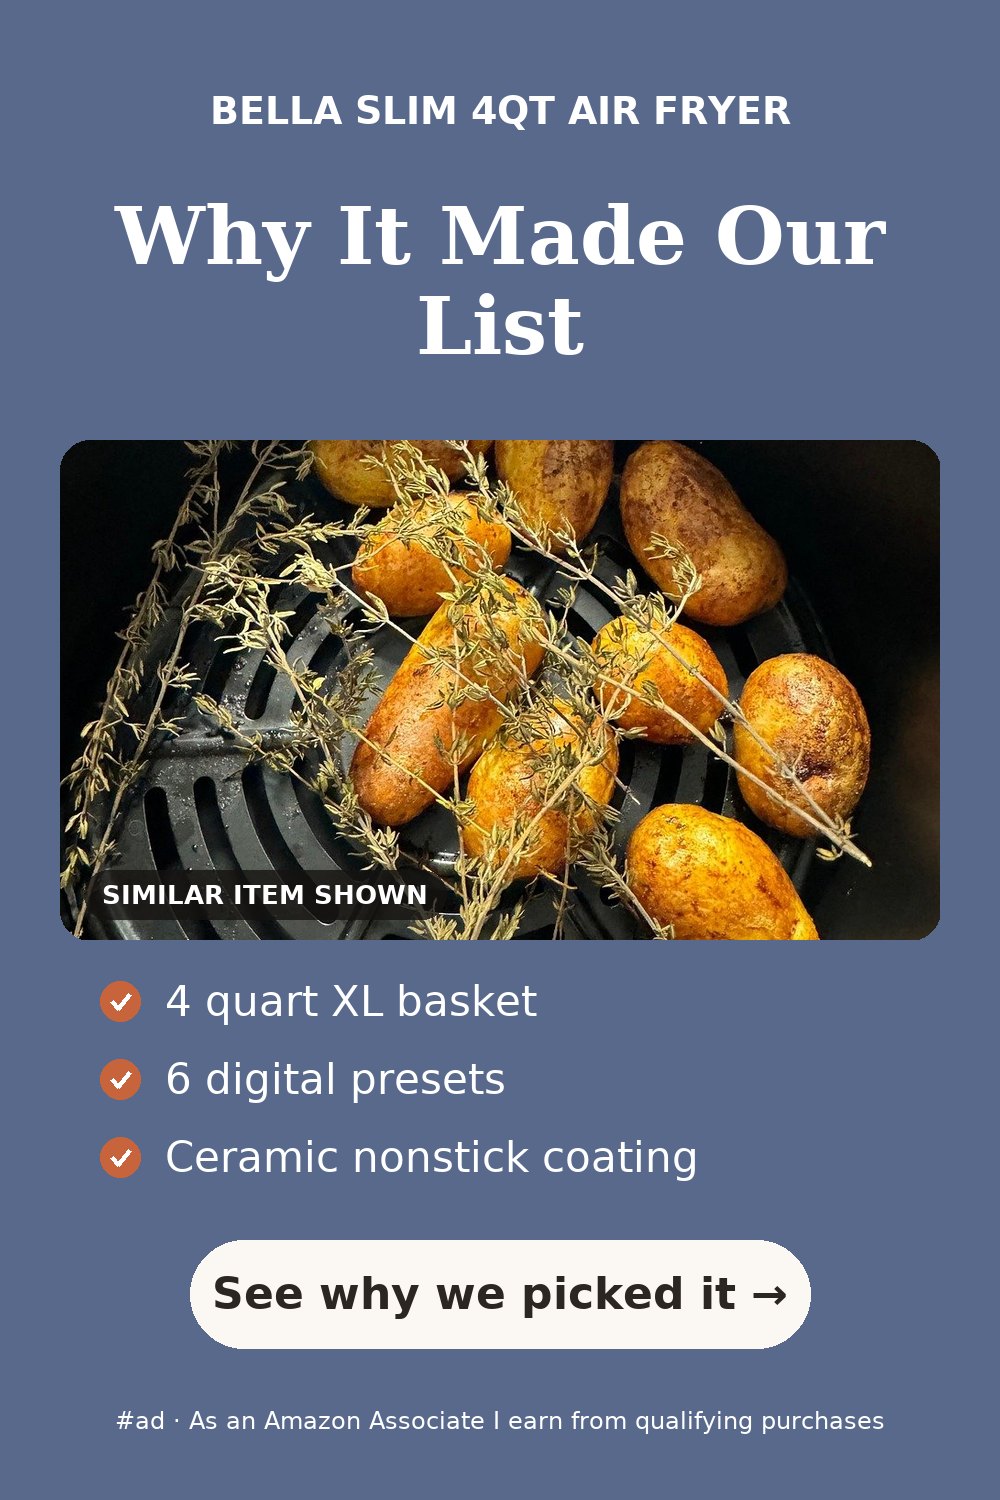 BELLA SLIM 4QT AIR FRYER
Why It Made Our
List
SIMILAR ITEM SHOWN
4 quart XL basket
6 digital presets
Ceramic nonstick coating
See why we picked it →
#ad · As an Amazon Associate I earn from qualifying purchases